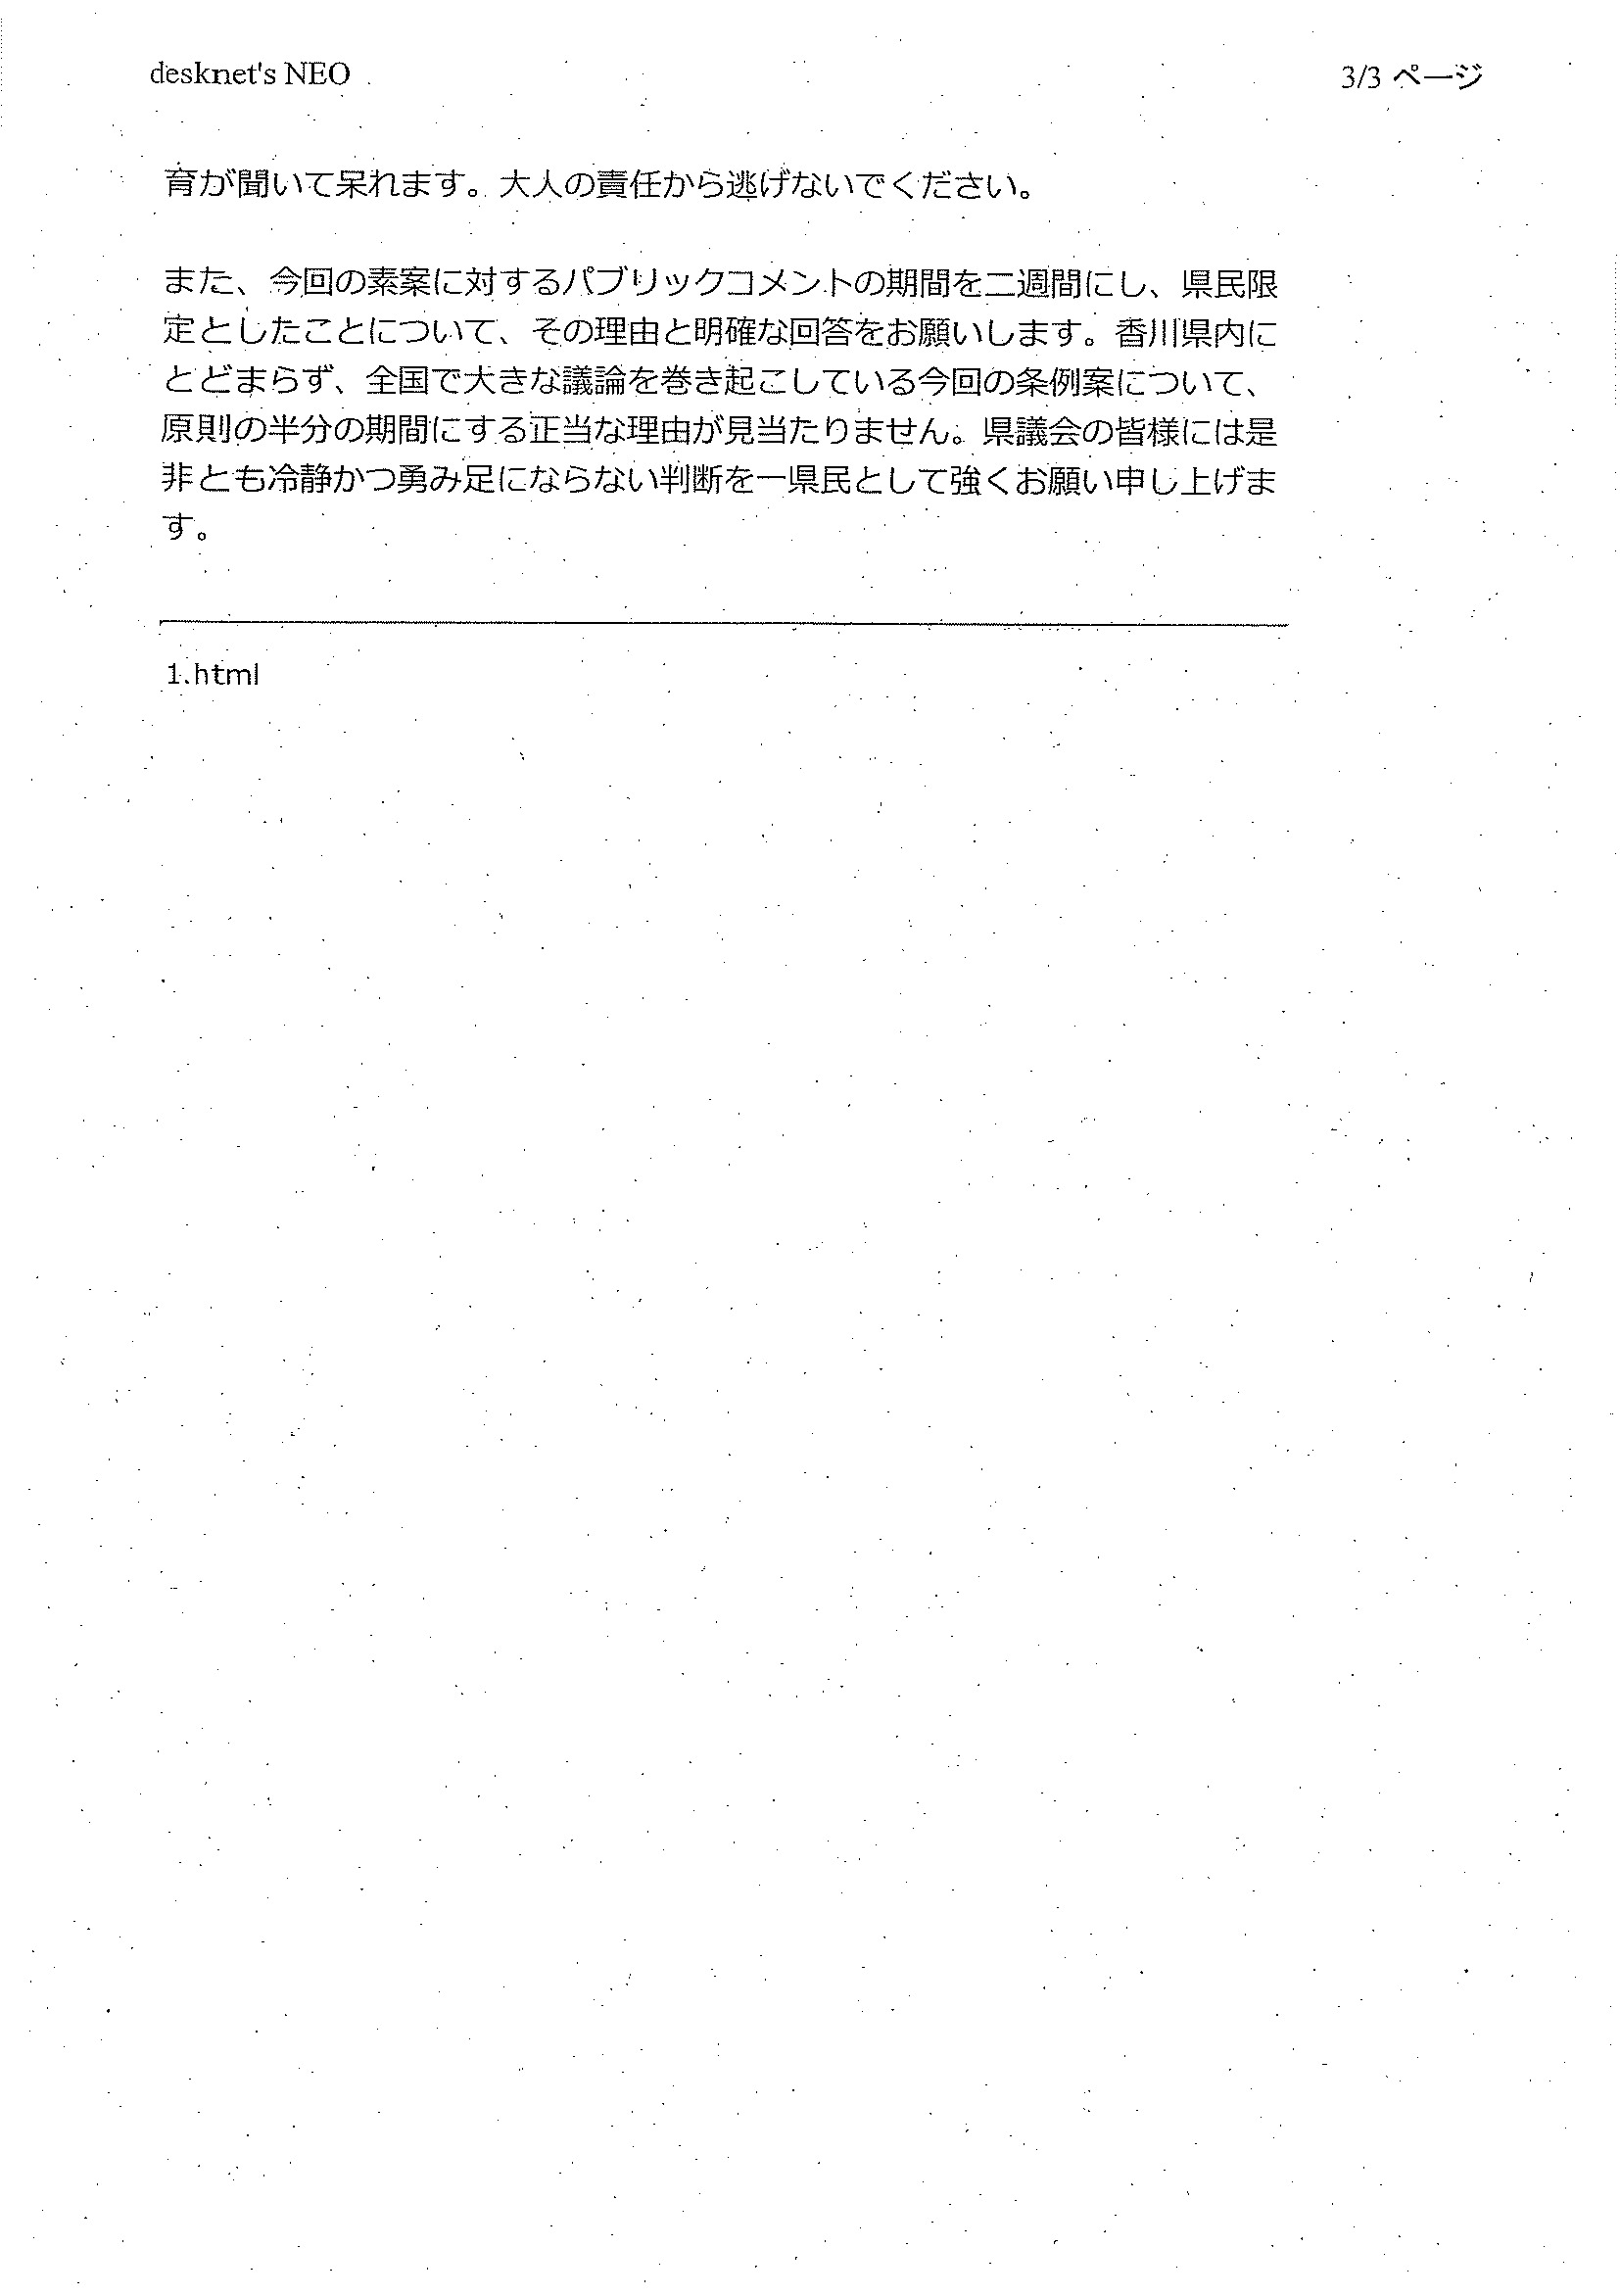 desknet's NEO
3/3 ページ
育が聞いて呆れます。大人の責任から逃げないでください。
また、今回の素案に対するパブリックコメントの期間を二週間にし、県民限
定としたことについて、その理由と明確な回答をお願いします。香川県内に
とどまらず、全国で大きな議論を巻き起こしている今回の条例案について、
原則の半分の期間にする正当な理由が見当たりません。県議会の皆様には是
非とも冷静かつ勇み足にならない判断を一県民として強くお願い申し上げま
す。
1.html